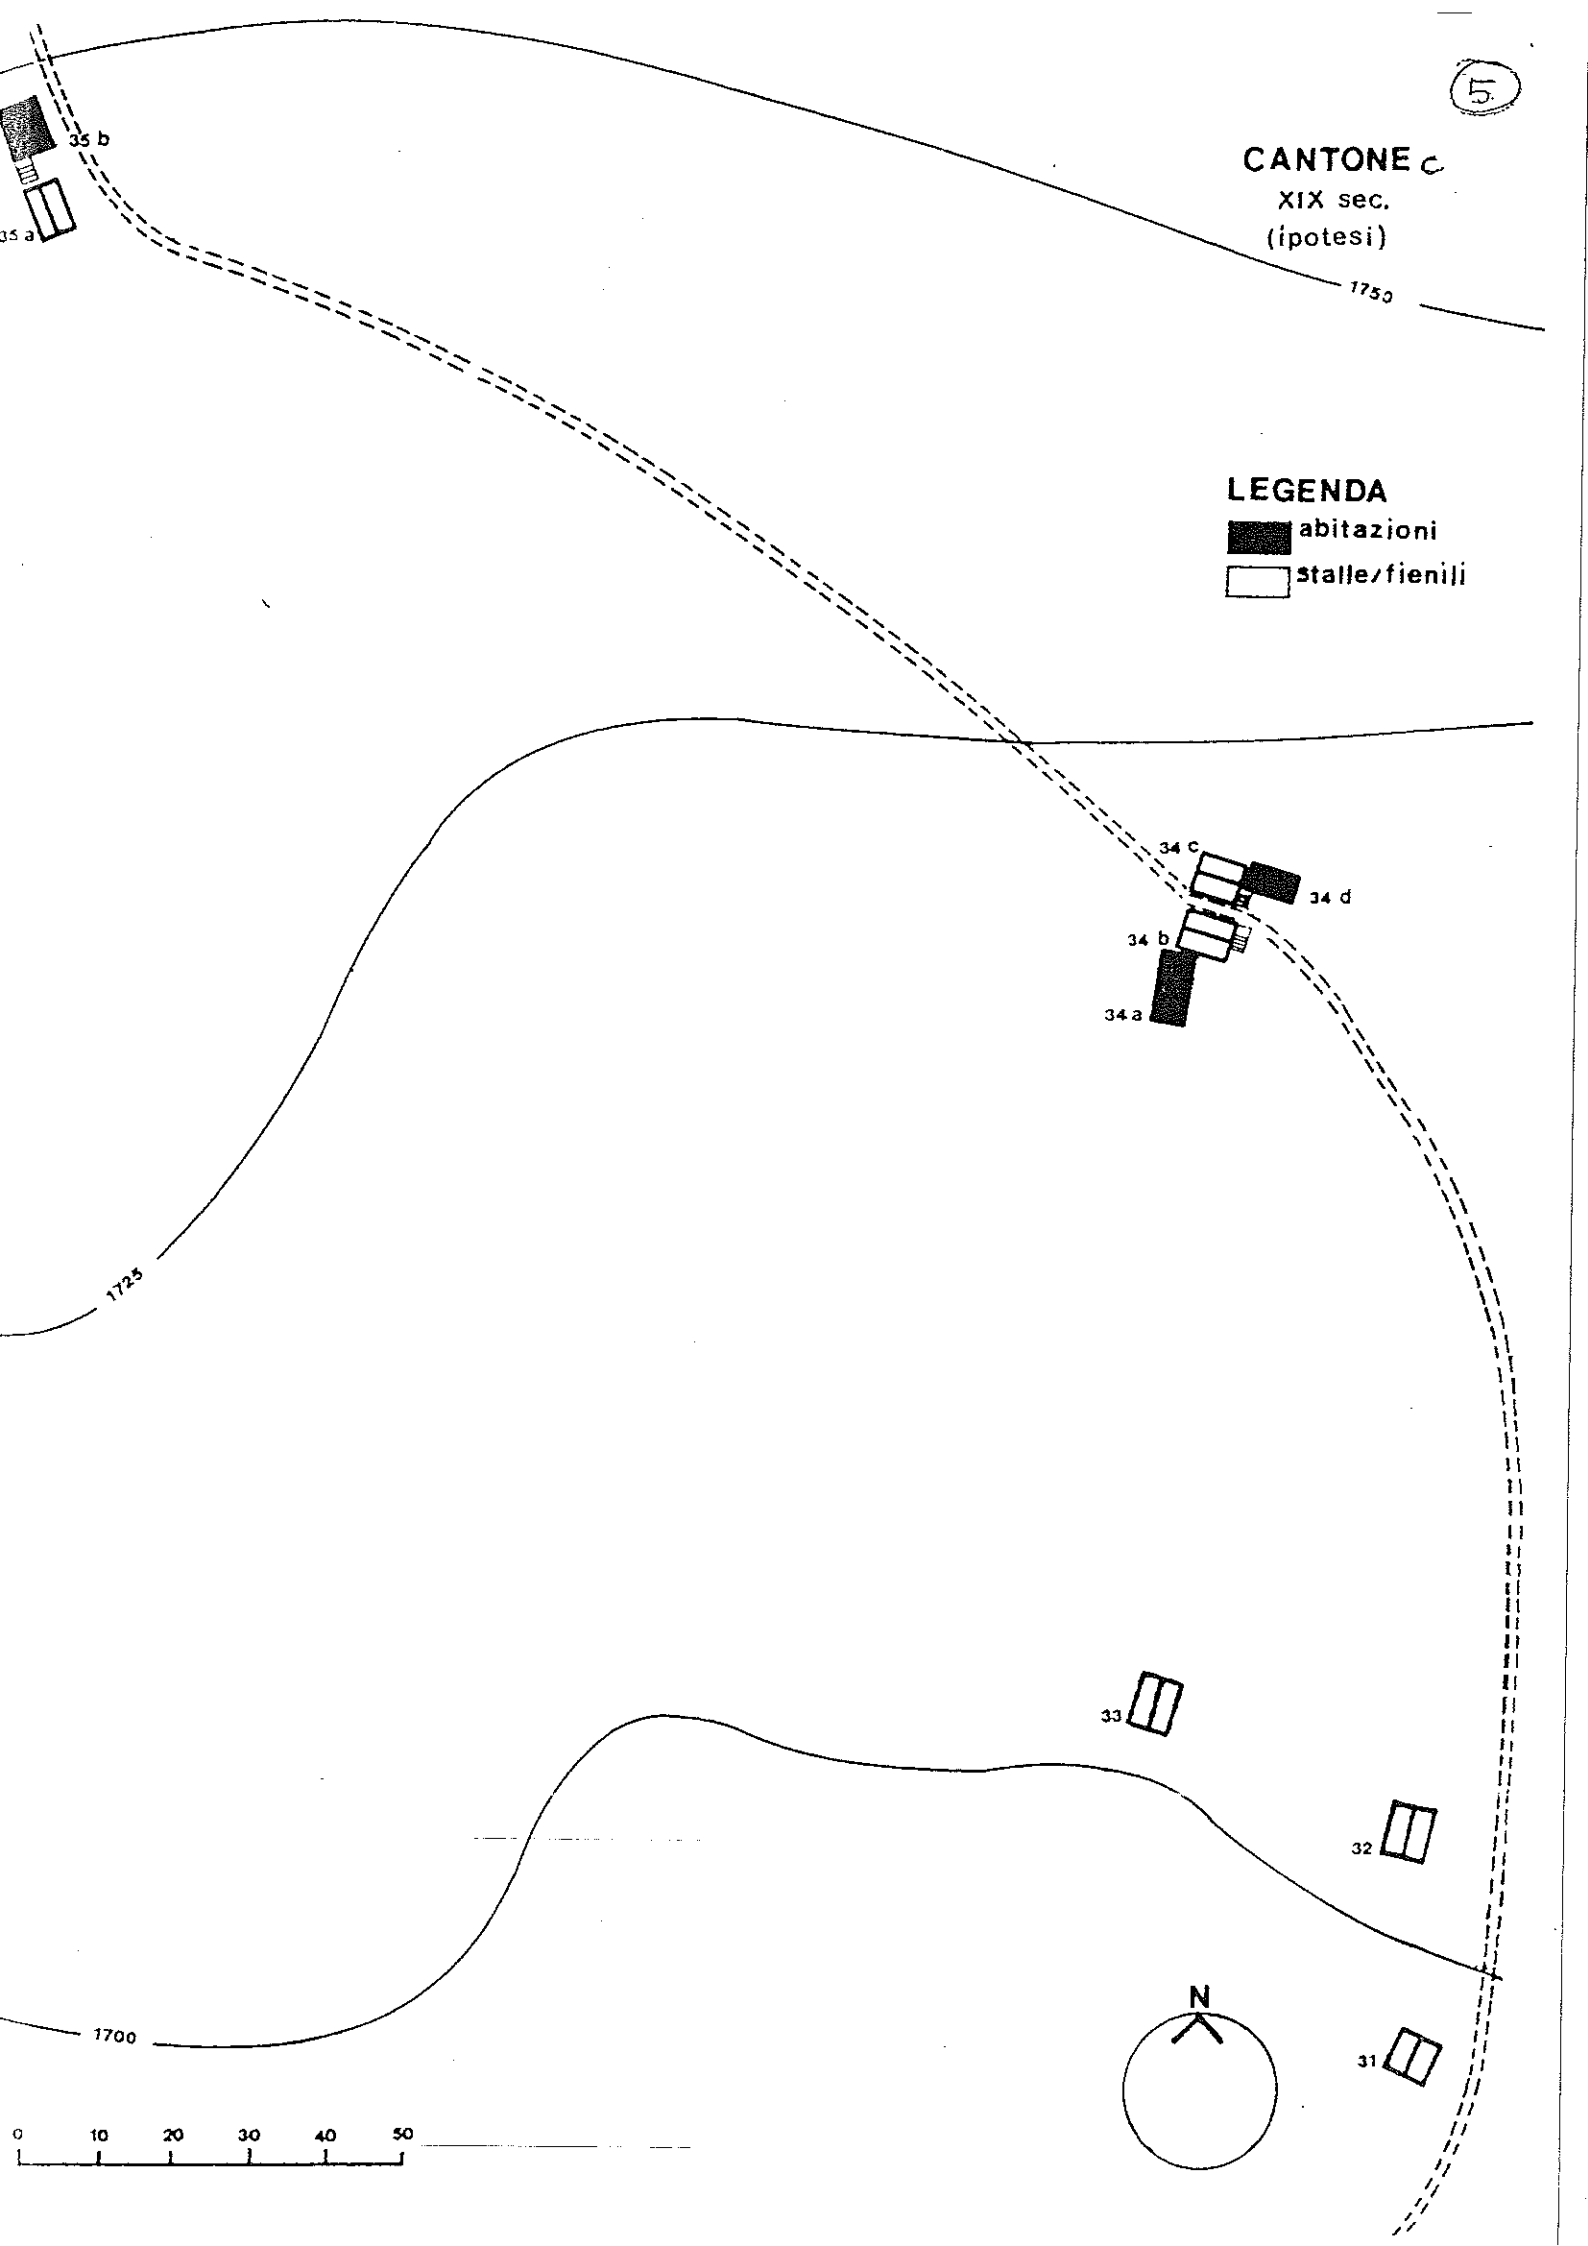 5
CANTONE C
XIX sec.
(ipotesi)
1750
35 b
35 a
LEGENDA
abitazioni
stalle/fienili
34 c
34 d
34 b
34 a
1725
33
32
N
1700
31
0 10 20 30 40 50